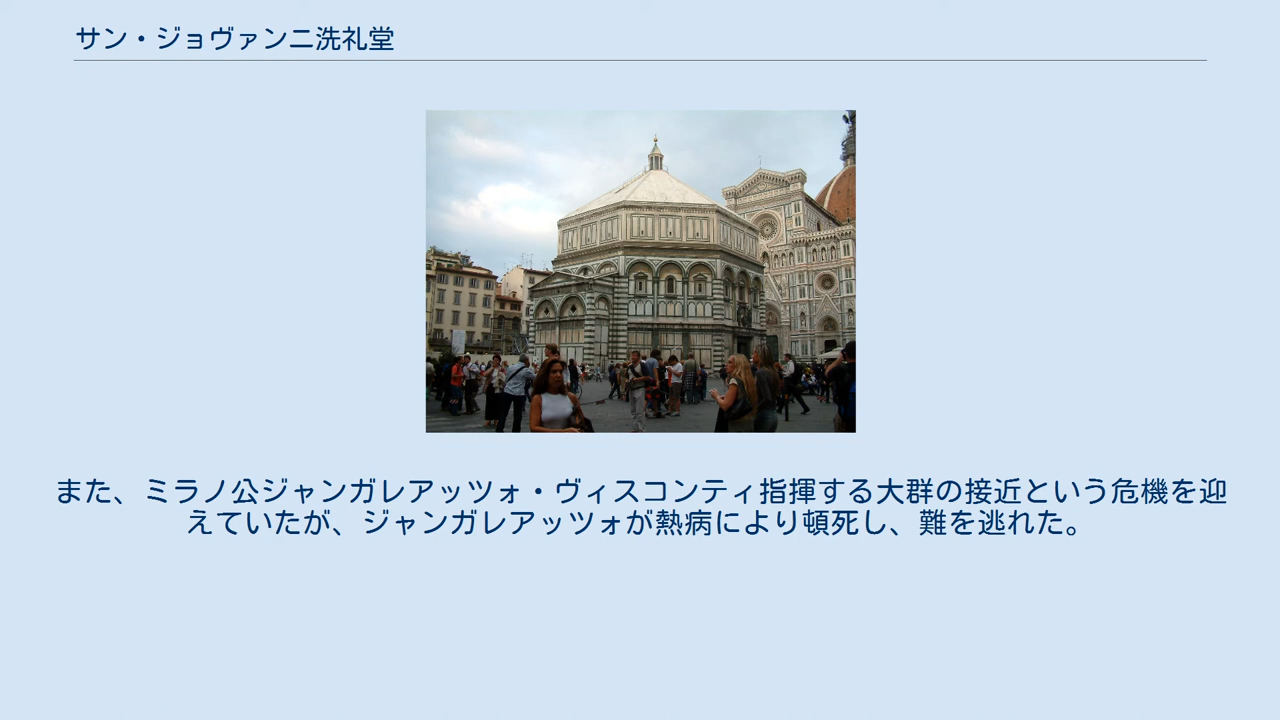 サン・ジョヴァンニ洗礼堂
また、ミラノ公ジャンガレアッツォ・ヴィスコンティ指揮する大群の接近という危機を迎
えていたが、ジャンガレアッツォが熱病により頓死し、難を逃れた。